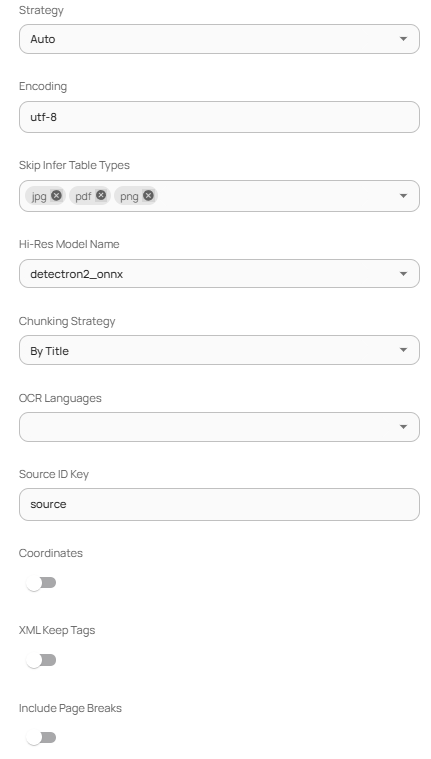 Strategy
Auto
Encoding
utf-8
Skip Infer Table Types
jpg pdf png
Hi-Res Model Name
detectron2_onnx
Chunking Strategy
By Title
OCR Languages
Source ID Key
source
Coordinates
XML Keep Tags
Include Page Breaks